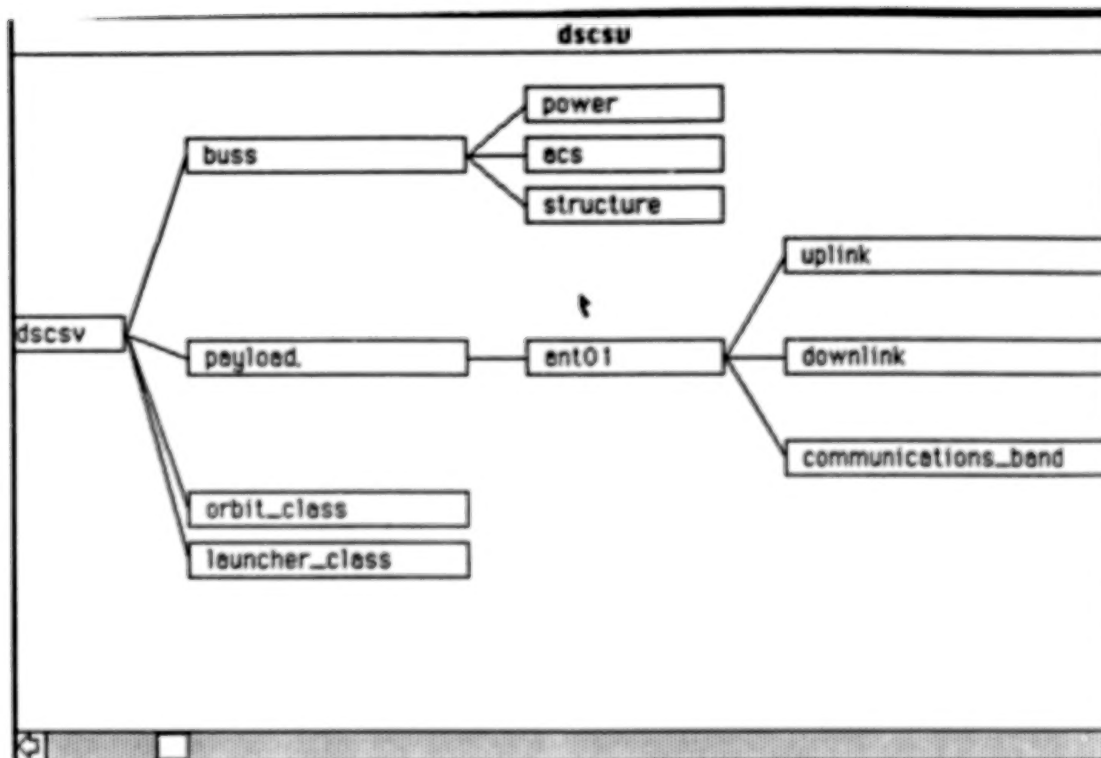 dscsv
power
buss
acs
structure
uplink
dscsv
payload.
ant01
downlink
communications_band
orbit_class
launcher_class